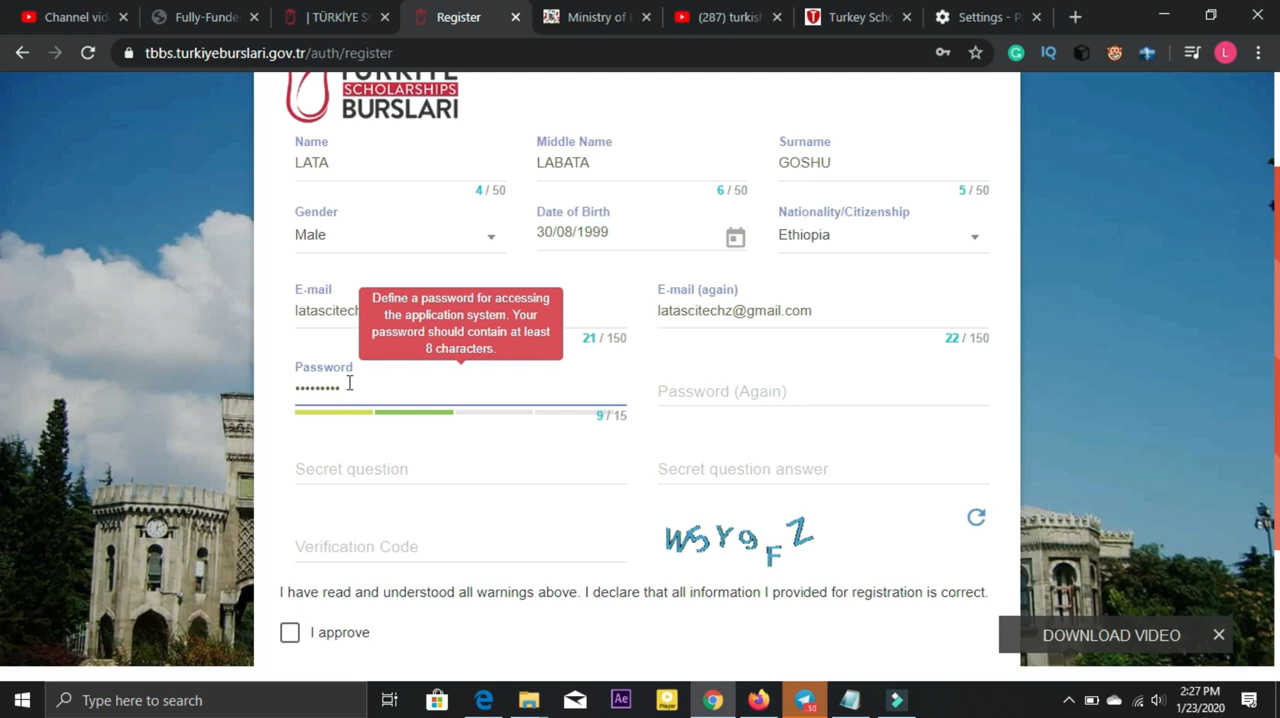 Channel vid
Fully-Funde
| TÜRKİYE S
Register
Ministry of E
(287) turkish
Turkey Scho
Settings - P
tbbs.turkiyeburslari.gov.tr/auth/register
IQ
L
TÜRKİYE
SCHOLARSHIPS
BURSLARI
Name
Middle Name
Surname
LATA
LABATA
GOSHU
4 / 50
6 / 50
5 / 50
Gender
Date of Birth
Nationality/Citizenship
Male
30/08/1999
Ethiopia
E-mail
E-mail (again)
latascitech
latascitechz@gmail.com
Define a password for accessing
the application system. Your
password should contain at least
8 characters.
21 / 150
22 / 150
Password
•••••••••
Password (Again)
9 / 15
Secret question
Secret question answer
Verification Code
W5Y9FZ
I have read and understood all warnings above. I declare that all information I provided for registration is correct.
I approve
DOWNLOAD VIDEO
Type here to search
Ae
Player
50
2:27 PM
1/23/2020